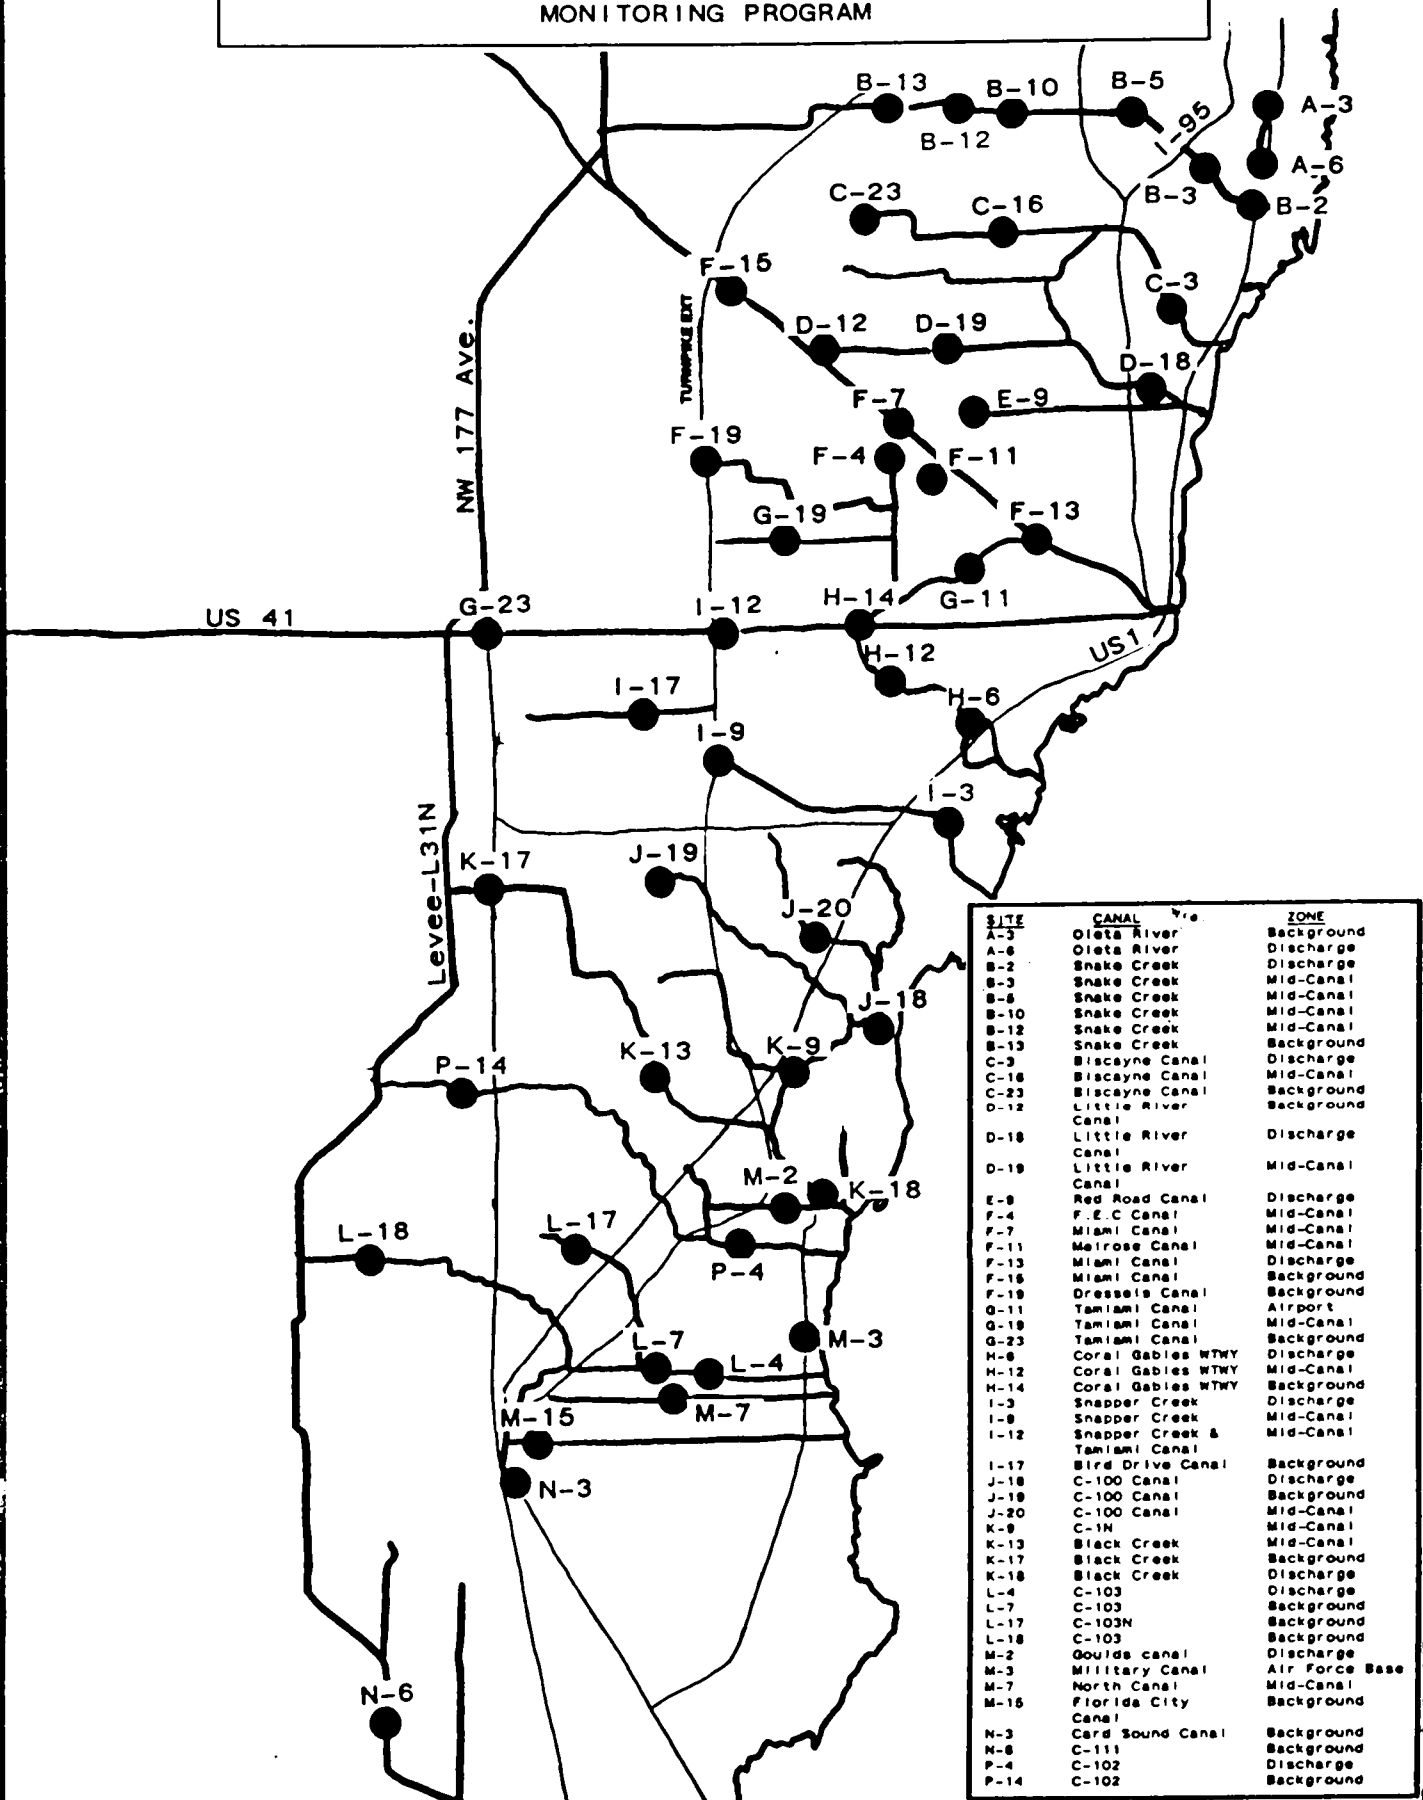 MONITORING PROGRAM
B-13
B-10
B-5
A-3
B-12
I-95
A-6
B-3
B-2
C-23
C-16
F-15
C-3
TURNPIKE EXT
D-12
D-19
D-18
NW 177 Ave.
F-7
E-9
F-19
F-4
F-11
G-19
F-13
G-11
US 41
G-23
I-12
H-14
US1
H-12
I-17
H-6
I-9
I-3
Levee-L31N
K-17
J-19
J-20
J-18
K-13
K-9
P-14
M-2
K-18
L-18
L-17
P-4
M-3
L-7
L-4
M-7
M-15
N-3
N-6
SITE CANAL ZONE
A-3 Oleta River Background
A-6 Oleta River Discharge
B-2 Snake Creek Discharge
B-3 Snake Creek Mid-Canal
B-5 Snake Creek Mid-Canal
B-10 Snake Creek Mid-Canal
B-12 Snake Creek Mid-Canal
B-13 Snake Creek Background
C-3 Biscayne Canal Discharge
C-16 Biscayne Canal Mid-Canal
C-23 Biscayne Canal Background
D-12 Little River Background
Canal
D-18 Little River Discharge
Canal
D-19 Little River Mid-Canal
Canal
E-9 Red Road Canal Discharge
F-4 F.E.C Canal Mid-Canal
F-7 Miami Canal Mid-Canal
F-11 Melrose Canal Mid-Canal
F-13 Miami Canal Discharge
F-15 Miami Canal Background
F-19 Dressels Canal Background
G-11 Tamiami Canal Airport
G-19 Tamiami Canal Mid-Canal
G-23 Tamiami Canal Background
H-6 Coral Gables WTWY Discharge
H-12 Coral Gables WTWY Mid-Canal
H-14 Coral Gables WTWY Background
I-3 Snapper Creek Discharge
I-9 Snapper Creek Mid-Canal
I-12 Snapper Creek & Mid-Canal
Tamiami Canal
I-17 Bird Drive Canal Background
J-18 C-100 Canal Discharge
J-19 C-100 Canal Background
J-20 C-100 Canal Mid-Canal
K-9 C-1N Mid-Canal
K-13 Black Creek Mid-Canal
K-17 Black Creek Background
K-18 Black Creek Discharge
L-4 C-103 Discharge
L-7 C-103 Background
L-17 C-103N Background
L-18 C-103 Background
M-2 Goulds canal Discharge
M-3 Military Canal Air Force Base
M-7 North Canal Mid-Canal
M-15 Florida City Background
Canal
N-3 Card Sound Canal Background
N-6 C-111 Background
P-4 C-102 Discharge
P-14 C-102 Background